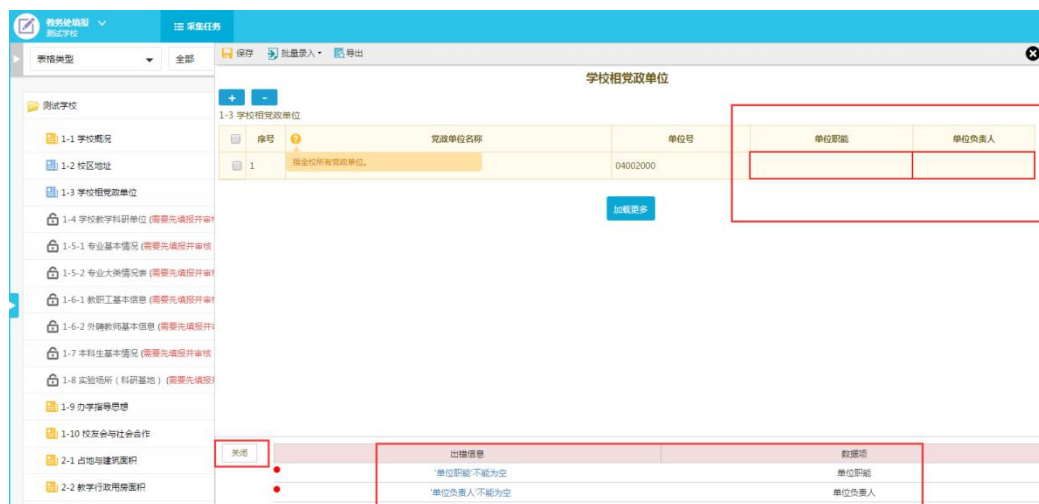 教务处填报
测试学校
采集任务
表格类型
全部
保存
批量录入
导出
学校相党政单位
测试学校
+
-
1-3 学校相党政单位
序号
?
党政单位名称
单位号
单位职能
单位负责人
1
指全校所有党政单位。
04002000
加载更多
1-1 学校概况
1-2 校区地址
1-3 学校相党政单位
1-4 学校教学科研单位 (需要先填报并审
1-5-1 专业基本情况 (需要先填报并审核
1-5-2 专业大类情况表 (需要先填报并审
1-6-1 教职工基本信息 (需要先填报并审
1-6-2 外聘教师基本信息 (需要先填报并
1-7 本科生基本情况 (需要先填报并审核
1-8 实验场所 ( 科研基地 ) (需要先填报
1-9 办学指导思想
1-10 校友会与社会合作
2-1 占地与建筑面积
2-2 教学行政用房面积
关闭
出错信息
数据项
'单位职能'不能为空
单位职能
'单位负责人'不能为空
单位负责人